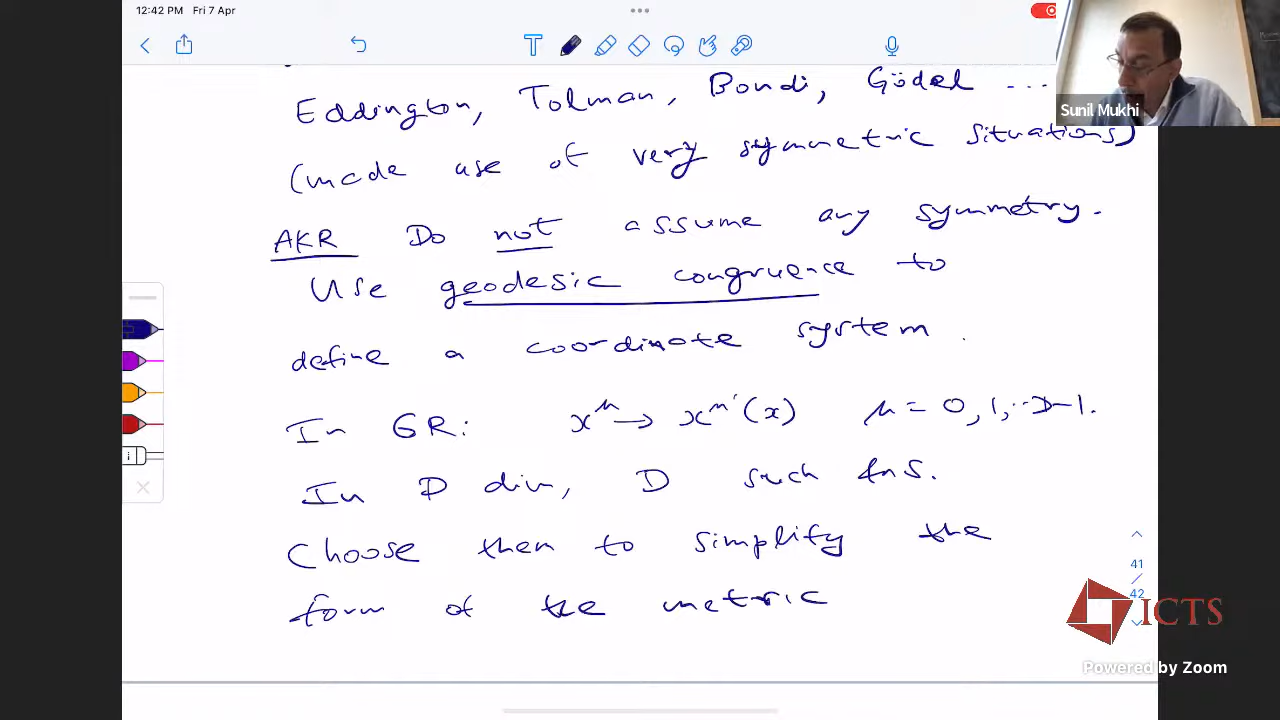 12:42 PM Fri 7 Apr
Eddington, Tolman, Bondi, Gödel ...
Sunil Mukhi
(made use of very symmetric situations)
AKR Do not assume any symmetry.
Use geodesic congruence to
define a coordinate system.
In GR: x^μ → x^μ'(x) μ = 0, 1, ... D-1.
In D dim, D such fns.
Choose them to simplify the
form of the metric
41
/
42
ICTS
Powered by Zoom